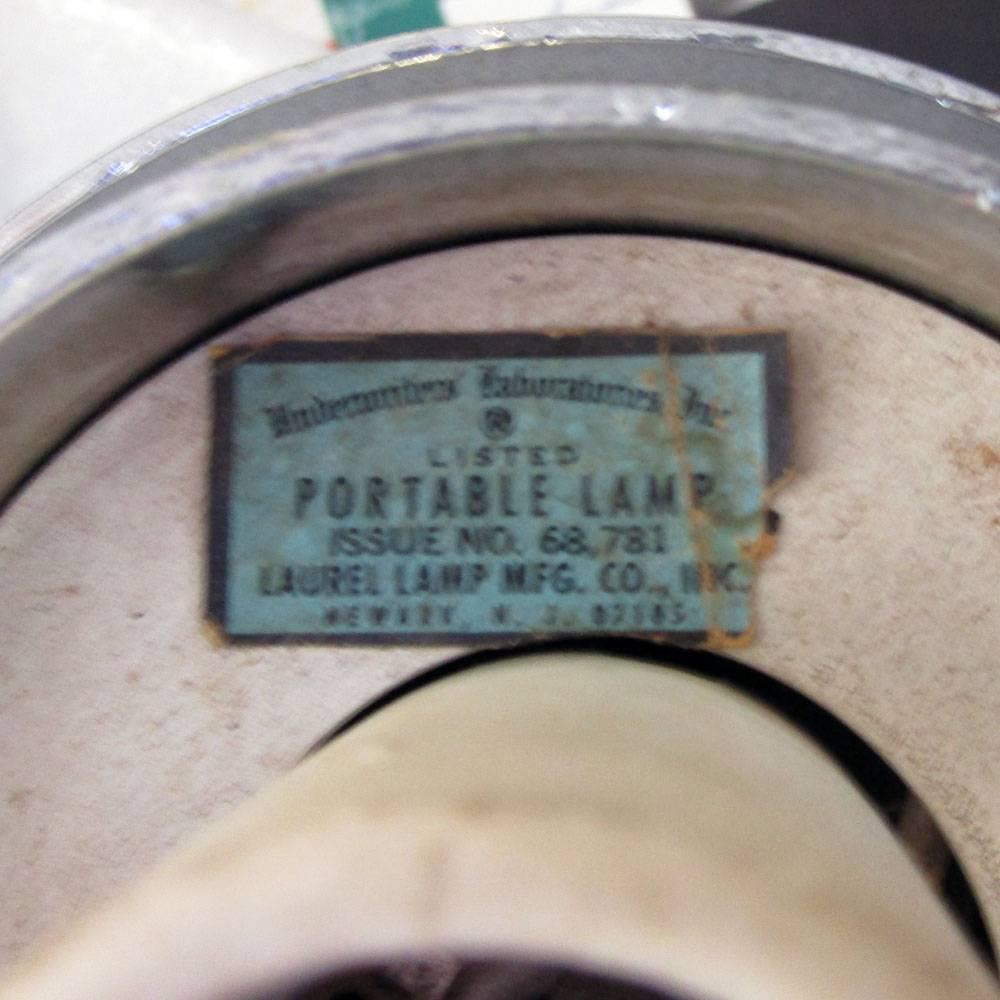 Underwriters Laboratories Inc.
®
LISTED
PORTABLE LAMP
ISSUE NO. 68,781
LAUREL LAMP MFG. CO., INC.
NEWARK, N. J. 07105